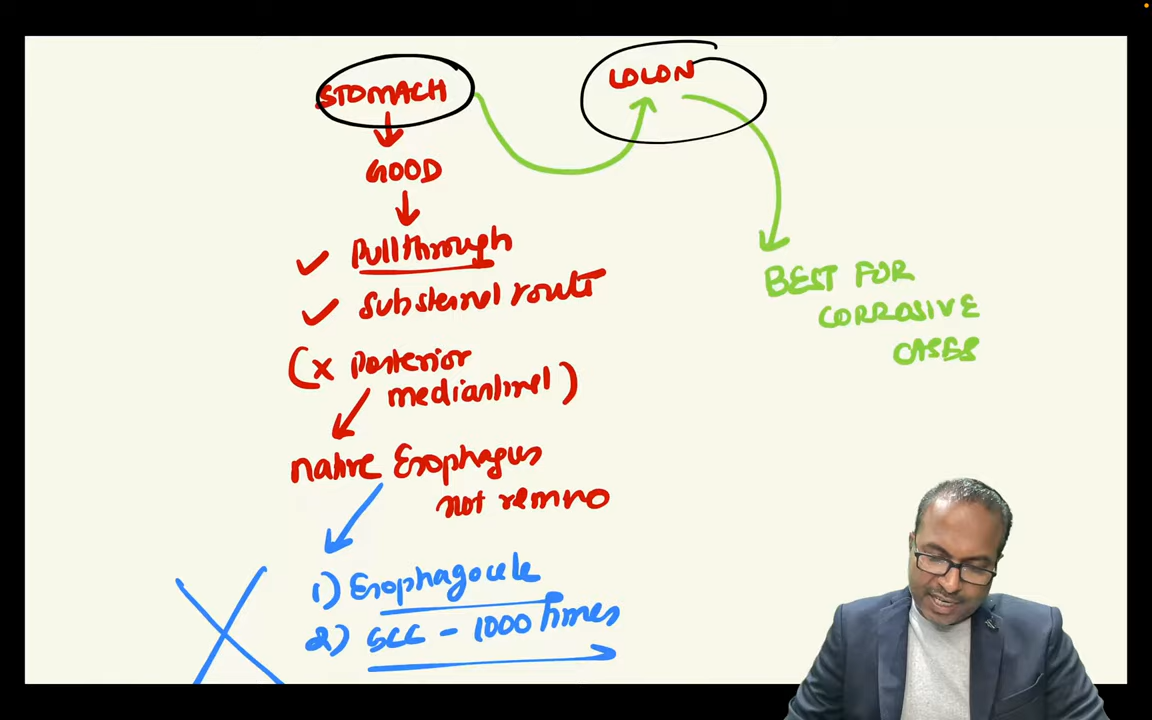 STOMACH
COLON
GOOD
Pullthrough
Substernal route
(x Posterior
mediastinal)
BEST FOR
CORROSIVE
CASES
native Esophagus
not remno
1) Esophagocele
2) SCC - 1000 times